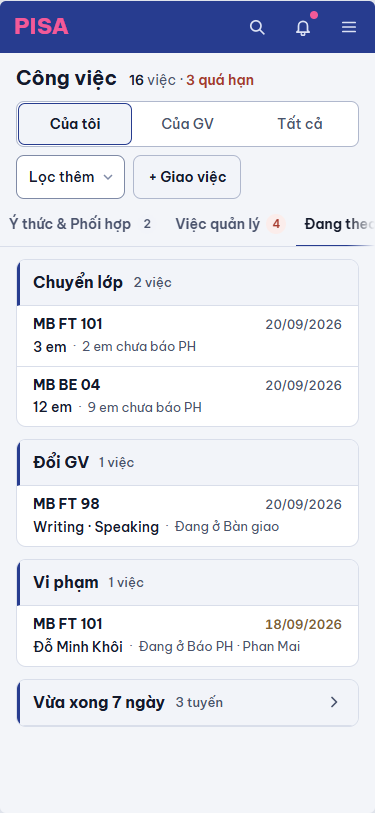 PISA
Công việc 16 việc · 3 quá hạn
Của tôi Của GV Tất cả
Lọc thêm + Giao việc
Ý thức & Phối hợp 2 Việc quản lý 4 Đang theo
Chuyển lớp 2 việc
MB FT 101 20/09/2026
3 em · 2 em chưa báo PH
MB BE 04 20/09/2026
12 em · 9 em chưa báo PH
Đổi GV 1 việc
MB FT 98 20/09/2026
Writing · Speaking · Đang ở Bàn giao
Vi phạm 1 việc
MB FT 101 18/09/2026
Đỗ Minh Khôi · Đang ở Báo PH · Phan Mai
Vừa xong 7 ngày 3 tuyến